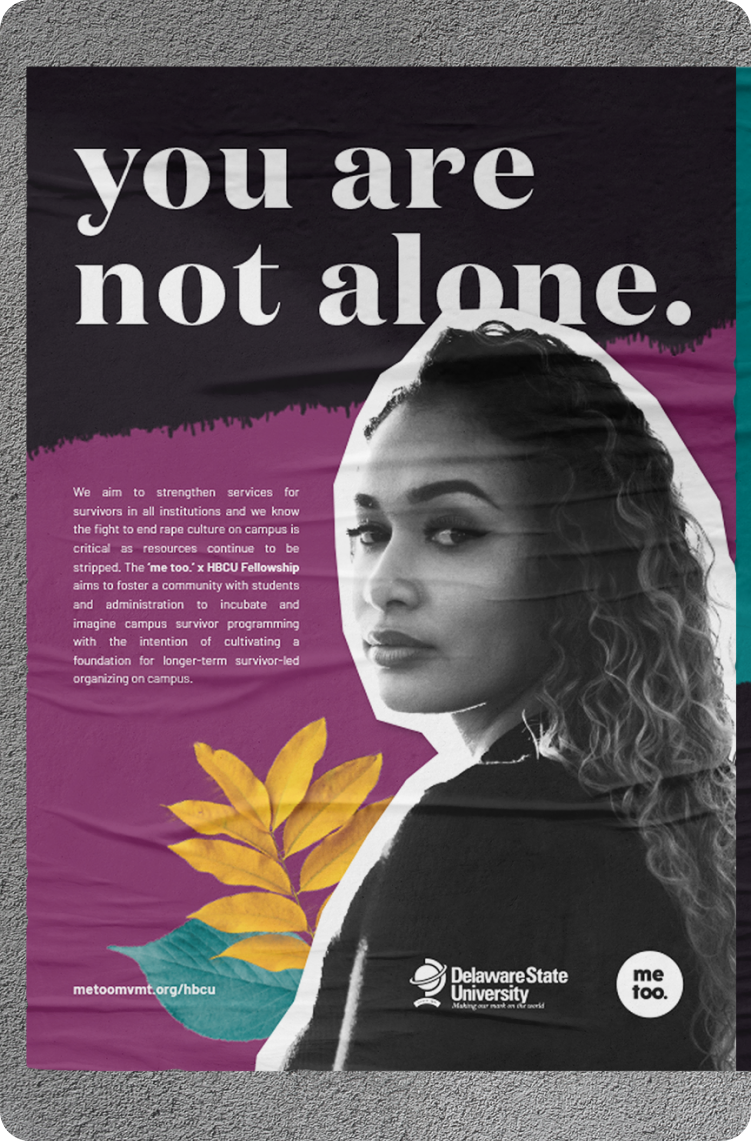 you are
not alone.
We aim to strengthen services for
survivors in all institutions and we know
the fight to end rape culture on campus is
critical as resources continue to be
stripped. The 'me too.' x HBCU Fellowship
aims to foster a community with students
and administration to incubate and
imagine campus survivor programming
with the intention of cultivating a
foundation for longer-term survivor-led
organizing on campus.
metoomvmt.org/hbcu
Delaware State
University
Making our mark on the world
me
too.